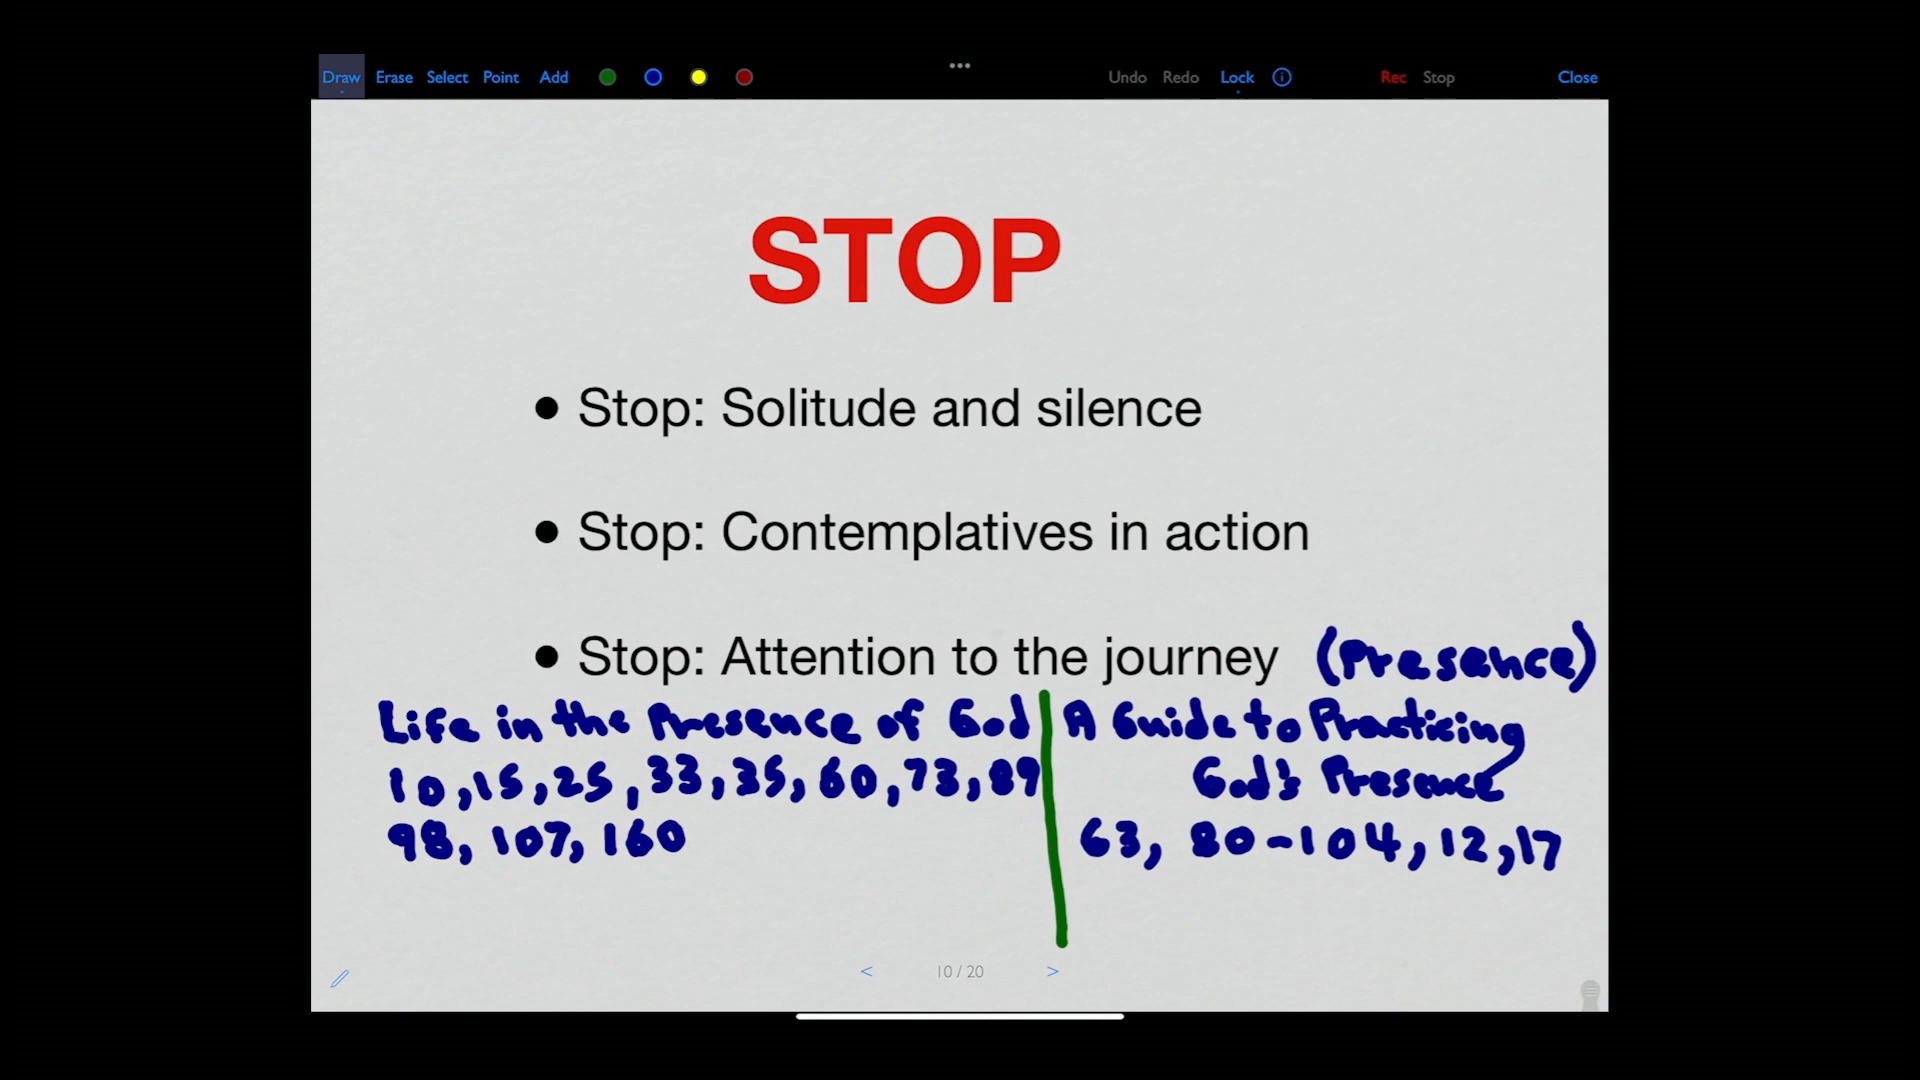 Draw Erase Select Point Add ••• Undo Redo Lock Rec Stop Close
STOP
• Stop: Solitude and silence
• Stop: Contemplatives in action
• Stop: Attention to the journey (Presence)
Life in the Presence of God
10, 15, 25, 33, 35, 60, 73, 89
98, 107, 160
A Guide to Practicing
God's Presence
63, 80-104, 12, 17
< 10 / 20 >